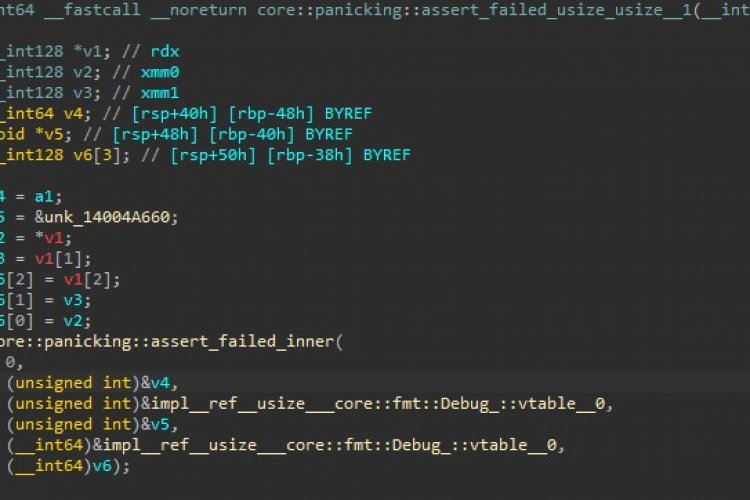 nt64 __fastcall __noreturn core::panicking::assert_failed_usize_usize__1(__int
_int128 *v1; // rdx
_int128 v2; // xmm0
_int128 v3; // xmm1
_int64 v4; // [rsp+40h] [rbp-48h] BYREF
oid *v5; // [rsp+48h] [rbp-40h] BYREF
_int128 v6[3]; // [rsp+50h] [rbp-38h] BYREF
4 = a1;
5 = &unk_14004A660;
2 = *v1;
3 = v1[1];
6[2] = v1[2];
6[1] = v3;
6[0] = v2;
ore::panicking::assert_failed_inner(
0,
(unsigned int)&v4,
(unsigned int)&impl__ref__usize___core::fmt::Debug_::vtable__0,
(unsigned int)&v5,
(__int64)&impl__ref__usize___core::fmt::Debug_::vtable__0,
(__int64)v6);